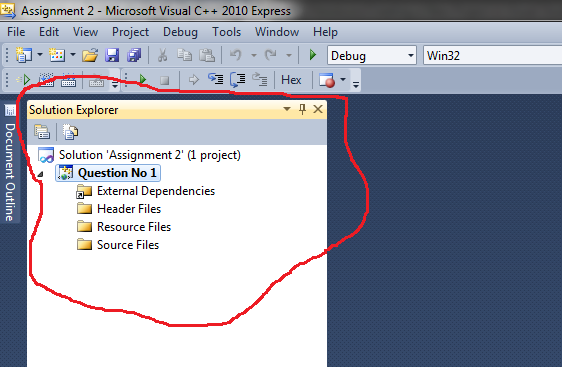 Assignment 2 - Microsoft Visual C++ 2010 Express
File Edit View Project Debug Tools Window Help
Debug Win32
Hex
Document Outline
Solution Explorer
Solution 'Assignment 2' (1 project)
Question No 1
External Dependencies
Header Files
Resource Files
Source Files